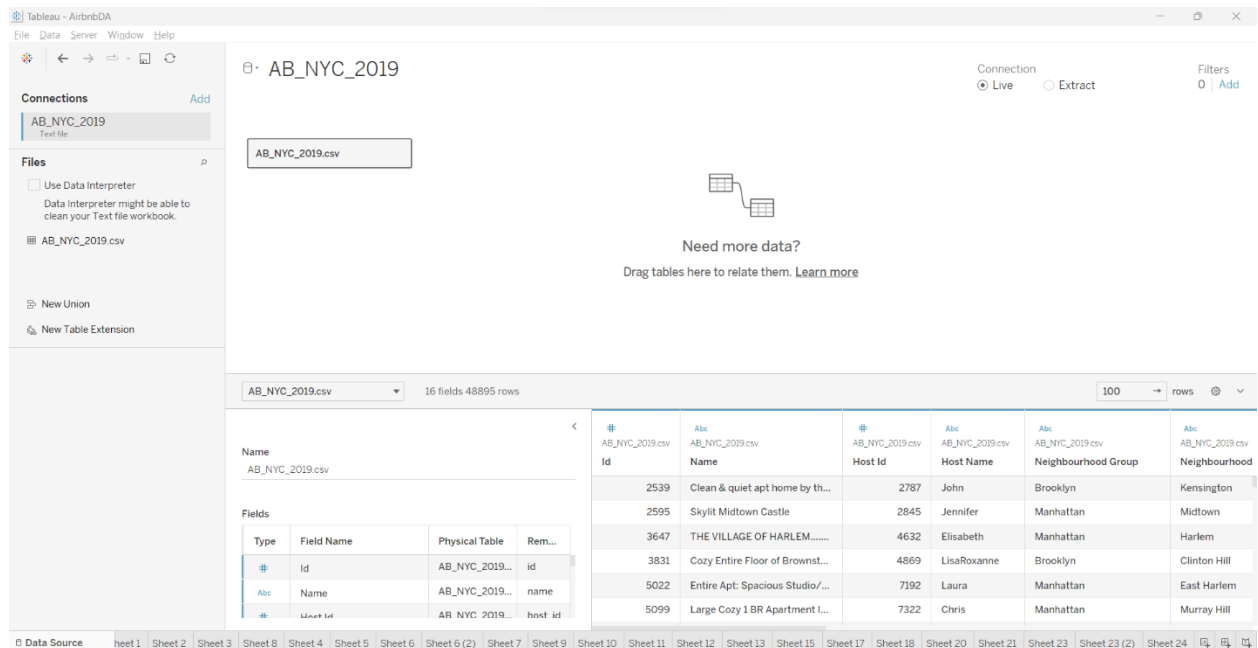 Tableau - AirbnbDA
File Data Server Window Help
Connections Add
AB_NYC_2019
Text file
Files
Use Data Interpreter
Data Interpreter might be able to
clean your Text file workbook.
AB_NYC_2019.csv
New Union
New Table Extension
AB_NYC_2019
Connection
Live Extract
Filters
0 Add
AB_NYC_2019.csv
Need more data?
Drag tables here to relate them. Learn more
AB_NYC_2019.csv 16 fields 48895 rows 100 → rows
Name
AB_NYC_2019.csv
Fields
Type Field Name Physical Table Rem...
# Id AB_NYC_2019... id
Abc Name AB_NYC_2019... name
# Host Id AB_NYC_2019... host_id
# Abc # Abc Abc Abc
AB_NYC_2019.csv AB_NYC_2019.csv AB_NYC_2019.csv AB_NYC_2019.csv AB_NYC_2019.csv AB_NYC_2019.csv
Id Name Host Id Host Name Neighbourhood Group Neighbourhood
2539 Clean & quiet apt home by th... 2787 John Brooklyn Kensington
2595 Skylit Midtown Castle 2845 Jennifer Manhattan Midtown
3647 THE VILLAGE OF HARLEM....... 4632 Elisabeth Manhattan Harlem
3831 Cozy Entire Floor of Brownst... 4869 LisaRoxanne Brooklyn Clinton Hill
5022 Entire Apt: Spacious Studio/... 7192 Laura Manhattan East Harlem
5099 Large Cozy 1 BR Apartment I... 7322 Chris Manhattan Murray Hill
Data Source heet 1 Sheet 2 Sheet 3 Sheet 8 Sheet 4 Sheet 5 Sheet 6 Sheet 6 (2) Sheet 7 Sheet 9 Sheet 10 Sheet 11 Sheet 12 Sheet 13 Sheet 15 Sheet 17 Sheet 18 Sheet 20 Sheet 21 Sheet 23 Sheet 23 (2) Sheet 24